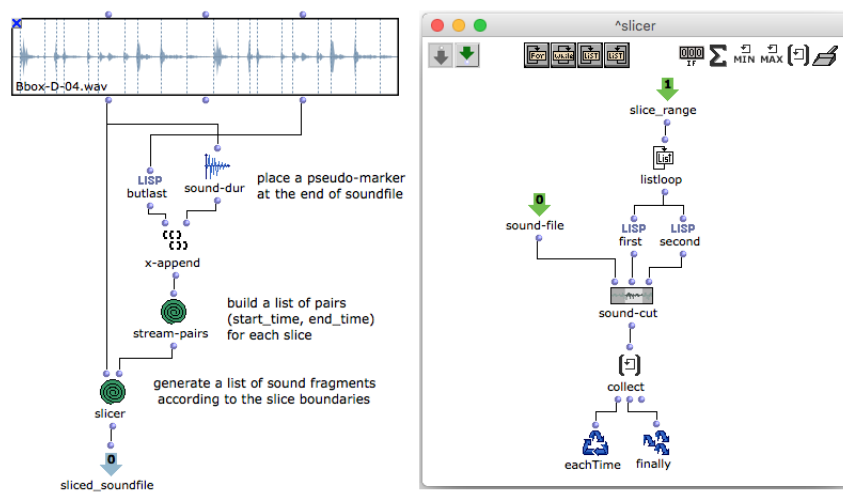 Bbox-D-04.wav
LISP
butlast
sound-dur
place a pseudo-marker
at the end of soundfile
x-append
stream-pairs
build a list of pairs
(start_time, end_time)
for each slice
slicer
generate a list of sound fragments
according to the slice boundaries
0
sliced_soundfile
^slicer
For
While
LIST
LIST
000
IF
Σ
MIN
MAX
1
slice_range
List
listloop
0
sound-file
LISP
first
LISP
second
sound-cut
collect
eachTime
finally